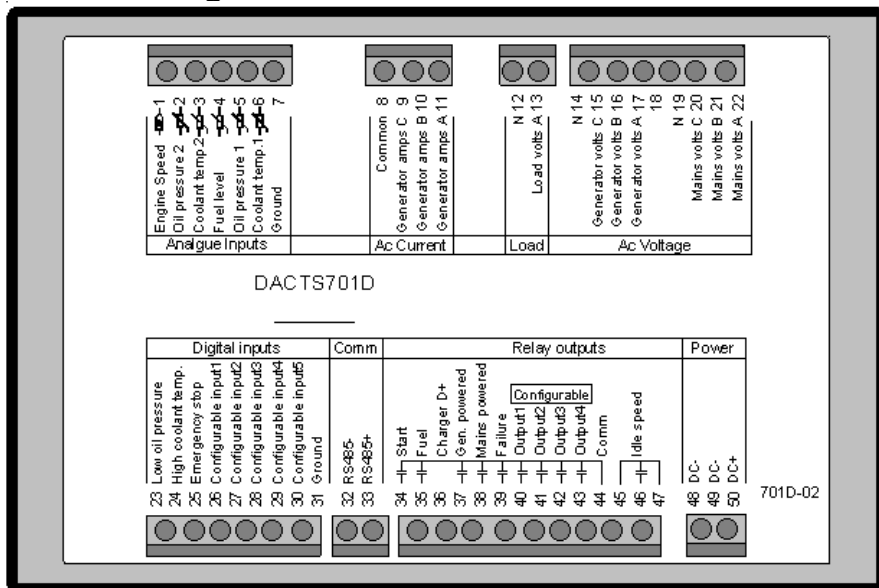 Engine Speed 1
Oil pressure 2 2
Coolant temp.2 3
Fuel level 4
Oil pressure 1 5
Coolant temp.1 6
Ground 7
Common 8
Generator amps C 9
Generator amps B 10
Generator amps A 11
N 12
Load volts A 13
N 14
Generator volts C 15
Generator volts B 16
Generator volts A 17
18
N 19
Mains volts C 20
Mains volts B 21
Mains volts A 22
Analgue Inputs
Ac Current
Load
Ac Voltage
DACTS701D
Digital inputs
Comm
Relay outputs
Power
23 Low oil pressure
24 High coolant temp.
25 Emergency stop
26 Configurable input1
27 Configurable input2
28 Configurable input3
29 Configurable input4
30 Configurable input5
31 Ground
32 RS485-
33 RS485+
34 Start
35 Fuel
36 Charger D+
37 Gen. powered
38 Mains powered
39 Failure
Configurable
40 Output1
41 Output2
42 Output3
43 Output4
44 Comm
45
46 Idle speed
47
48 DC-
49 DC-
50 DC+
701D-02